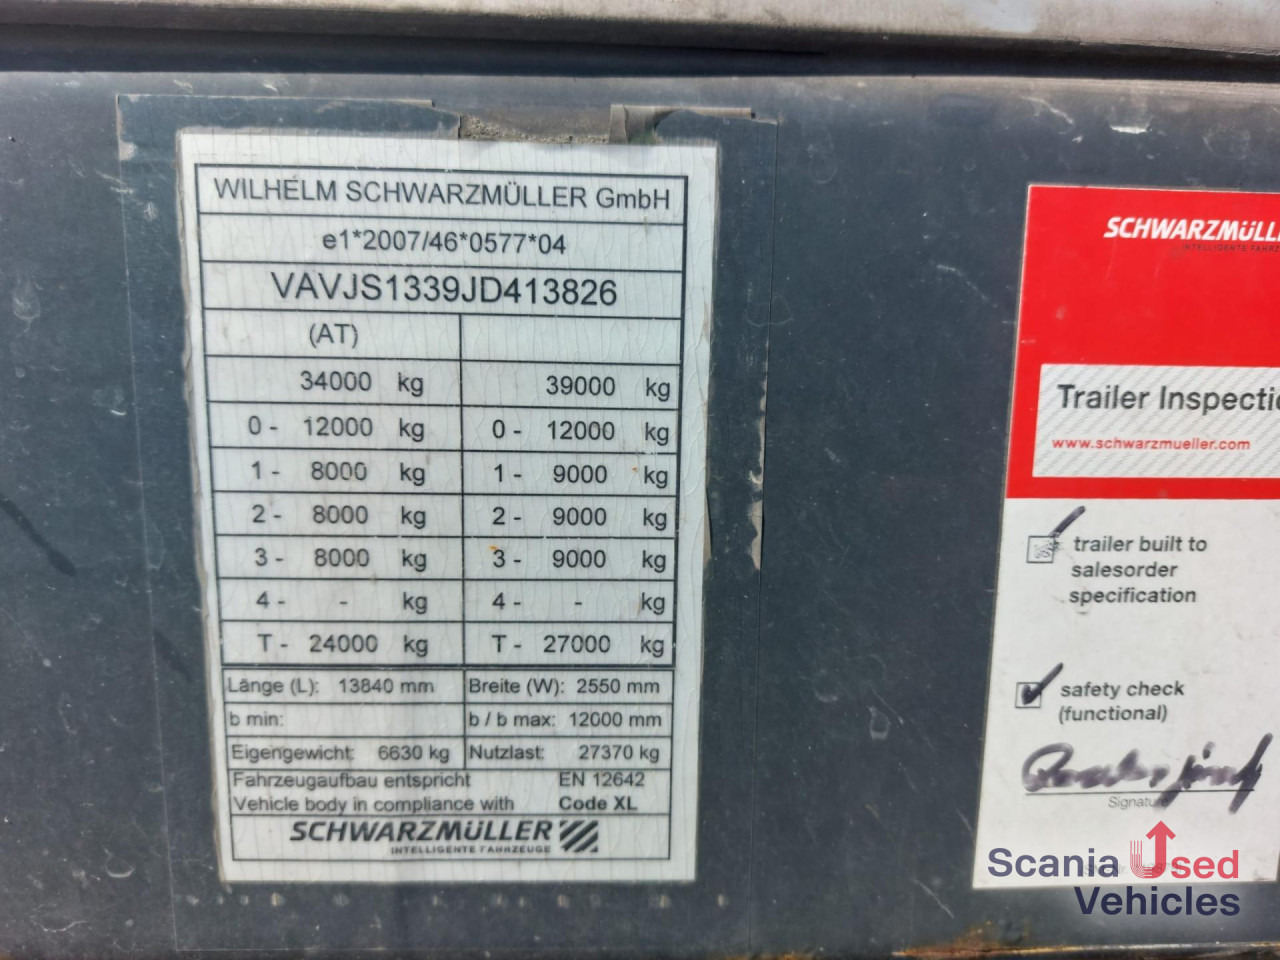 WILHELM SCHWARZMÜLLER GmbH
e1*2007/46*0577*04
VAVJS1339JD413826
(AT)
34000 kg 39000 kg
0 - 12000 kg 0 - 12000 kg
1 - 8000 kg 1 - 9000 kg
2 - 8000 kg 2 - 9000 kg
3 - 8000 kg 3 - 9000 kg
4 - - kg 4 - - kg
T - 24000 kg T - 27000 kg
Länge (L): 13840 mm Breite (W): 2550 mm
b min: b / b max: 12000 mm
Eigengewicht: 6630 kg Nutzlast: 27370 kg
Fahrzeugaufbau entspricht EN 12642
Vehicle body in compliance with Code XL
SCHWARZMÜLLER
INTELLIGENTE FAHRZEUGE
SCHWARZMÜLL
INTELLIGENTE FAHRZ
Trailer Inspectio
www.schwarzmueller.com
trailer built to
salesorder
specification
safety check
(functional)
Signature
Scania Used
Vehicles